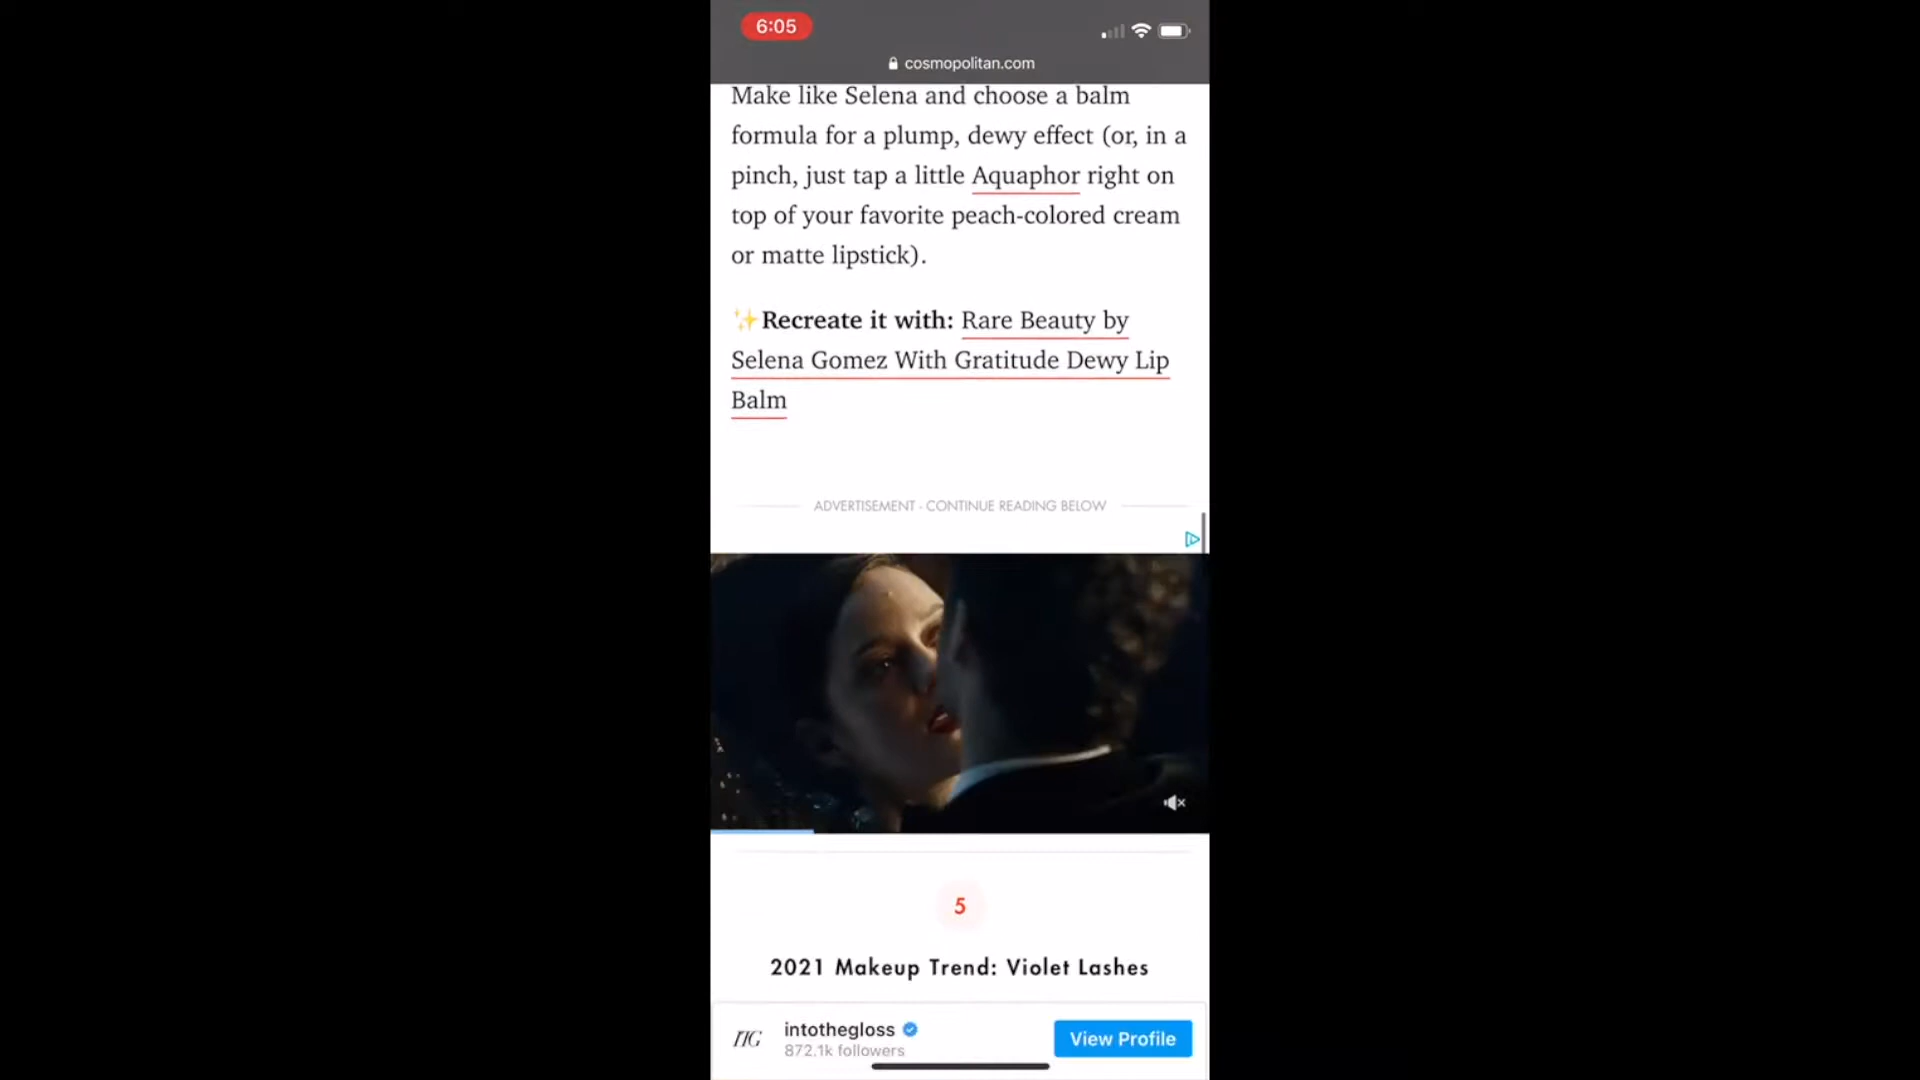 6:05
cosmopolitan.com
Make like Selena and choose a balm
formula for a plump, dewy effect (or, in a
pinch, just tap a little Aquaphor right on
top of your favorite peach-colored cream
or matte lipstick).
✨Recreate it with: Rare Beauty by
Selena Gomez With Gratitude Dewy Lip
Balm
ADVERTISEMENT - CONTINUE READING BELOW
5
2021 Makeup Trend: Violet Lashes
ITG
intothegloss
872.1k followers
View Profile